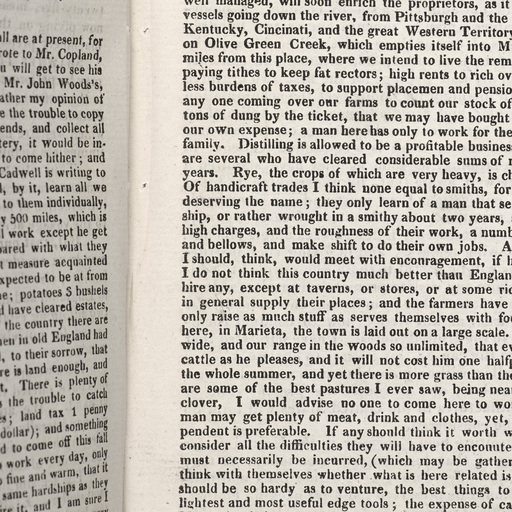 all are at present, for
rote to Mr. Copland,
u will get to see his
Mr. John Woods's,
ather my opinion of
e the trouble to copy
ends, and collect all
tery, it would be in-
to come hither; and
Cadwell is writing to
l, by it, learn all we
to them individually,
y 500 miles, which is
l work except he get
pared with what they
t measure acquainted
xpected to be at from
ne; potatoes 3 bushels
d have cleared estates,
the country there are
nen in old England had
, to their sorrow, that
re is land enough, and
t. There is plenty of
s the trouble to catch
es; land tax 1 penny
dollar); and something
d to come off this fall
work every day, only
o fine and warm, that it
same hardships as they
re it, and I am sure I
well managed, will soon enrich the proprietors, as it
vessels going down the river, from Pittsburgh and the
Kentucky, Cincinati, and the great Western Territory
on Olive Green Creek, which empties itself into M
miles from this place, where we intend to live the rem
paying tithes to keep fat rectors; high rents to rich ov
less burdens of taxes, to support placemen and pensio
any one coming over our farms to count our stock of
tons of dung by the ticket, that we may have bought
our own expense; a man here has only to work for the
family. Distilling is allowed to be a profitable business
are several who have cleared considerable sums of m
years. Rye, the crops of which are very heavy, is ch
Of handicraft trades I think none equal to smiths, for
deserving the name; they only learn of a man that se
ship, or rather wrought in a smithy about two years,
high charges, and the roughness of their work, a numb
and bellows, and make shift to do their own jobs. A
I should, think, would meet with encouragement, if h
I do not think this country much better than Englan
hire any, except at taverns, or stores, or at some ric
in general supply their places; and the farmers have
only raise as much stuff as serves themselves with foo
here, in Marieta, the town is laid out on a large scale.
wide, and our range in the woods so unlimited, that ev
cattle as he pleases, and it will not cost him one halfp
the whole summer, and yet there is more grass than the
are some of the best pastures I ever saw, being near
clover, I would advise no one to come here to wo
man may get plenty of meat, drink and clothes, yet,
pendent is preferable. If any should think it worth w
consider all the difficulties they will have to encounte
must necessarily be incurred, (which may be gather
think with themselves whether what is here related is
should be so hardy as to venture, the best things to
lightest and most useful edge tools; the expense of ca